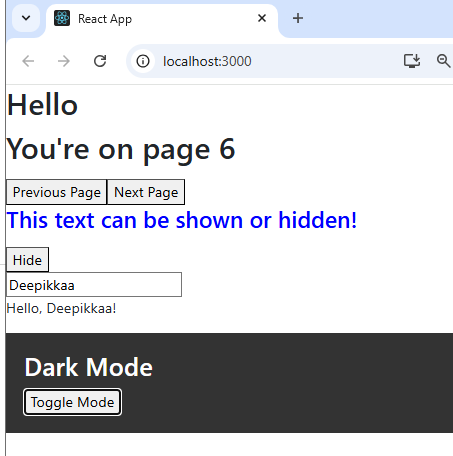 React App
localhost:3000
Hello
You're on page 6
Previous Page Next Page
This text can be shown or hidden!
Hide
Deepikkaa
Hello, Deepikkaa!
Dark Mode
Toggle Mode